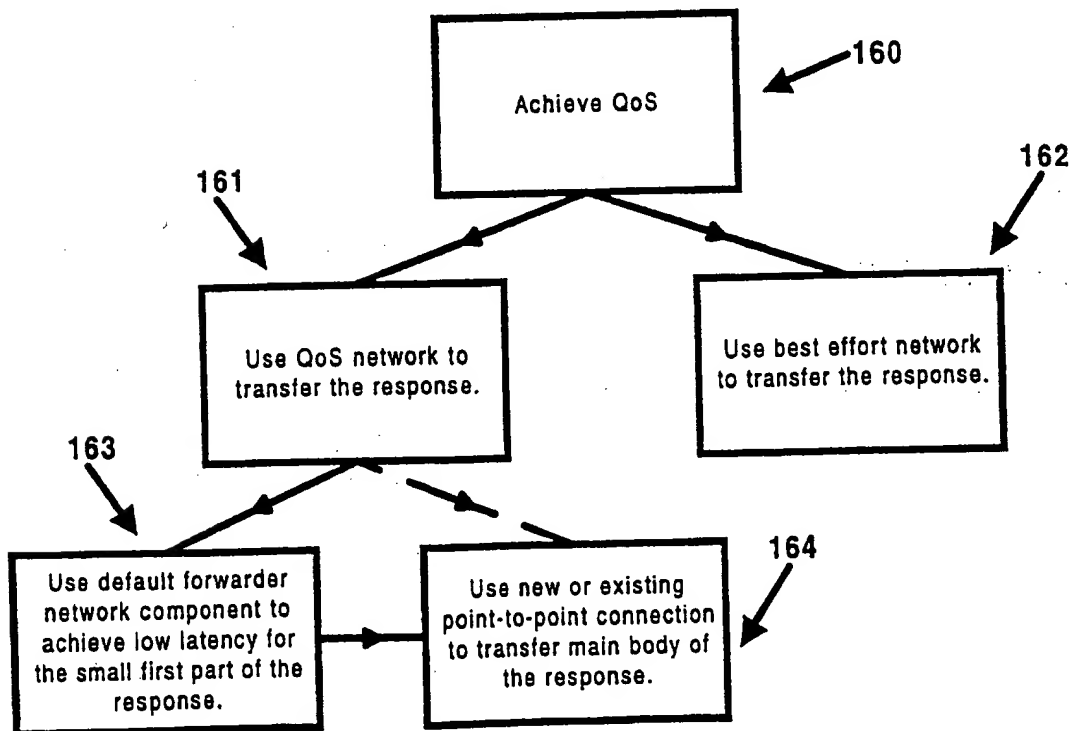 160
Achieve QoS
161
162
Use QoS network to
transfer the response.
Use best effort network
to transfer the response.
163
164
Use default forwarder
network component to
achieve low latency for
the small first part of the
response.
Use new or existing
point-to-point connection
to transfer main body of
the response.